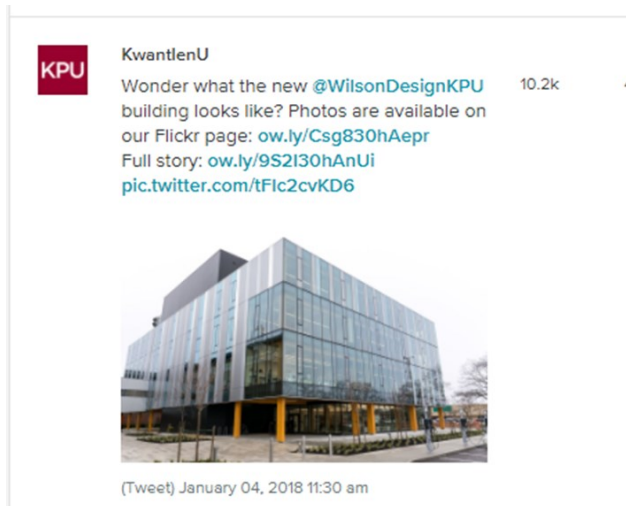 KPU
KwantlenU
Wonder what the new @WilsonDesignKPU
building looks like? Photos are available on
our Flickr page: ow.ly/Csg830hAepr
Full story: ow.ly/9S2I30hAnUi
pic.twitter.com/tFlc2cvKD6
10.2k
(Tweet) January 04, 2018 11:30 am